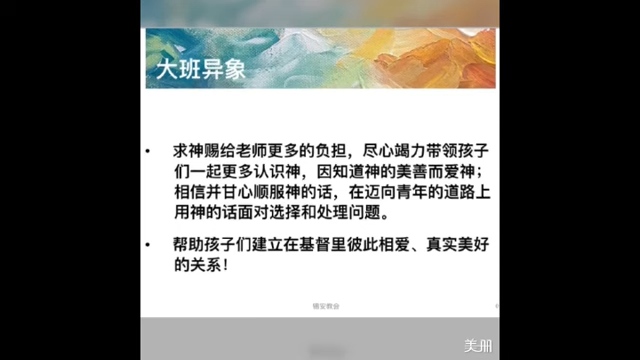 大班异象
• 求神赐给老师更多的负担，尽心竭力带领孩子
们一起更多认识神，因知道神的美善而爱神；
相信并甘心顺服神的话，在迈向青年的道路上
用神的话面对选择和处理问题。
• 帮助孩子们建立在基督里彼此相爱、真实美好
的关系！
锡安教会
美册